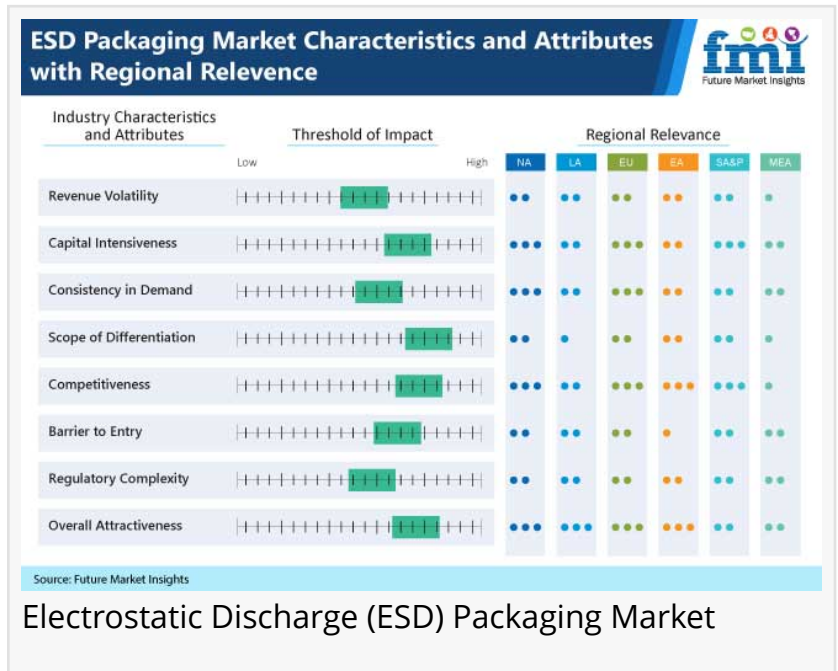 ESD Packaging Market Characteristics and Attributes
with Regional Relevence
fmi
Future Market Insights
Industry Characteristics
and Attributes
Threshold of Impact
Regional Relevance
Low
High
NA
LA
EU
EA
SA&P
MEA
Revenue Volatility
Capital Intensiveness
Consistency in Demand
Scope of Differentiation
Competitiveness
Barrier to Entry
Regulatory Complexity
Overall Attractiveness
Source: Future Market Insights
Electrostatic Discharge (ESD) Packaging Market